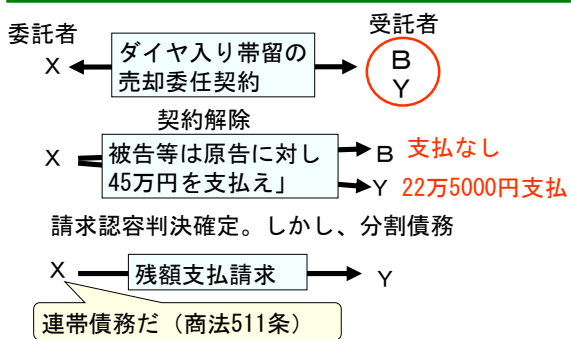 委託者
受託者
X
ダイヤ入り帯留の
売却委任契約
B
Y
契約解除
X
被告等は原告に対し
45万円を支払え」
B 支払なし
Y 22万5000円支払
請求認容判決確定。しかし、分割債務
X
残額支払請求
Y
連帯債務だ（商法511条）